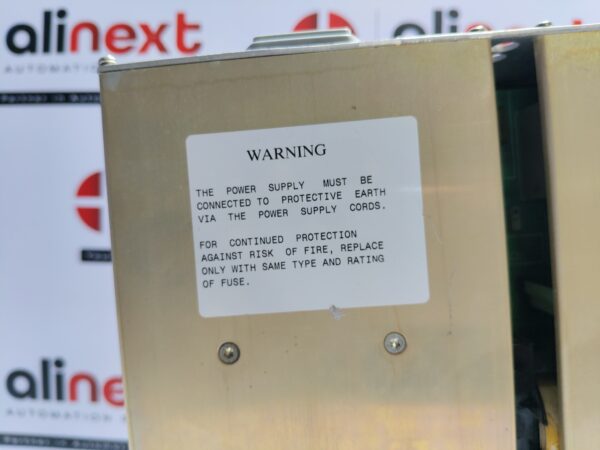 alinext
AUTOMATION
alinext
WARNING
THE POWER SUPPLY MUST BE
CONNECTED TO PROTECTIVE EARTH
VIA THE POWER SUPPLY CORDS.
FOR CONTINUED PROTECTION
AGAINST RISK OF FIRE, REPLACE
ONLY WITH SAME TYPE AND RATING
OF FUSE.
alinext
AUTOMATION